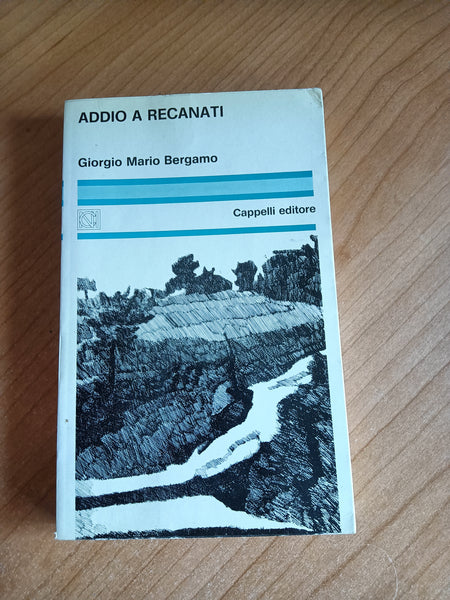 ADDIO A RECANATI
Giorgio Mario Bergamo
Cappelli editore